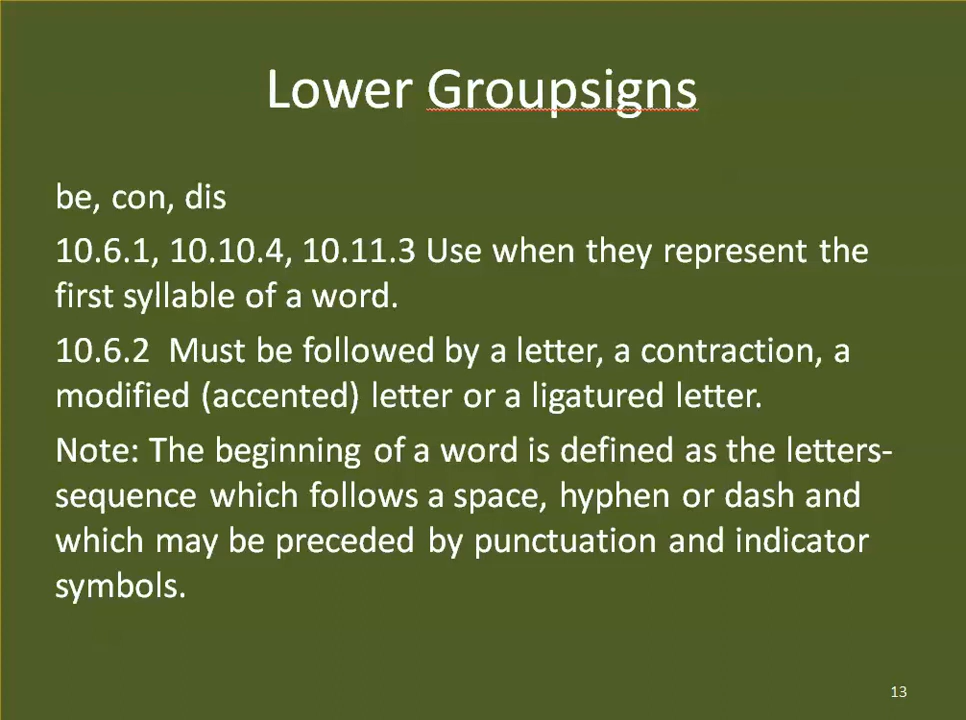 Lower Groupsigns
be, con, dis
10.6.1, 10.10.4, 10.11.3 Use when they represent the
first syllable of a word.
10.6.2  Must be followed by a letter, a contraction, a
modified (accented) letter or a ligatured letter.
Note: The beginning of a word is defined as the letters-
sequence which follows a space, hyphen or dash and
which may be preceded by punctuation and indicator
symbols.
13